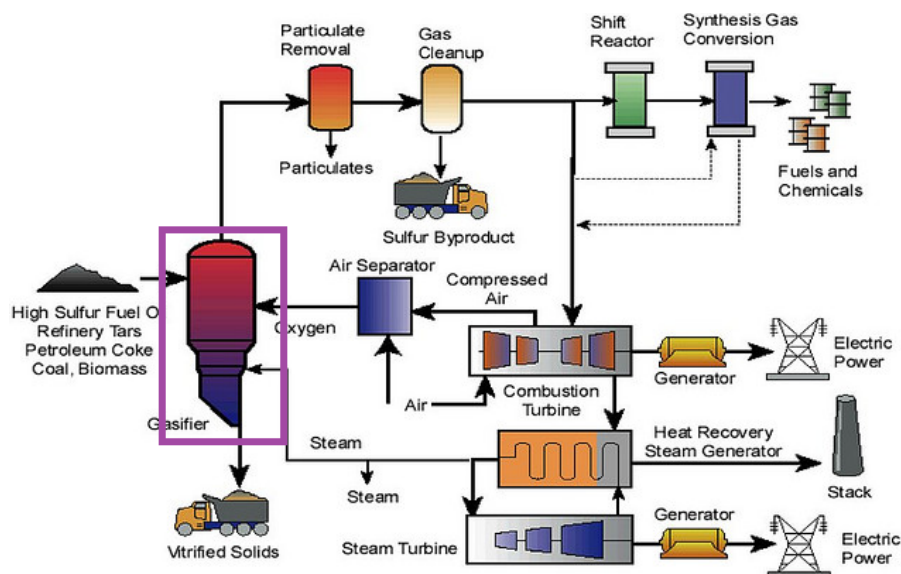 Particulate
Removal
Gas
Cleanup
Shift
Reactor
Synthesis Gas
Conversion
Particulates
Sulfur Byproduct
Fuels and
Chemicals
High Sulfur Fuel O
Refinery Tars
Petroleum Coke
Coal, Biomass
Gasifier
Air Separator
Oxygen
Compressed
Air
Air
Combustion
Turbine
Generator
Electric
Power
Steam
Steam
Heat Recovery
Steam Generator
Stack
Vitrified Solids
Steam Turbine
Generator
Electric
Power